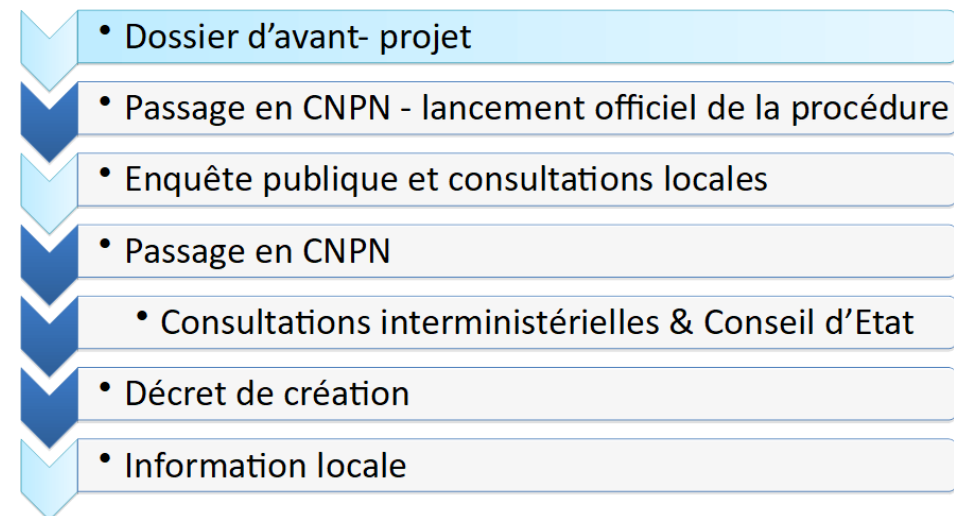 • Dossier d'avant- projet
• Passage en CNPN - lancement officiel de la procédure
• Enquête publique et consultations locales
• Passage en CNPN
• Consultations interministérielles & Conseil d'Etat
• Décret de création
• Information locale